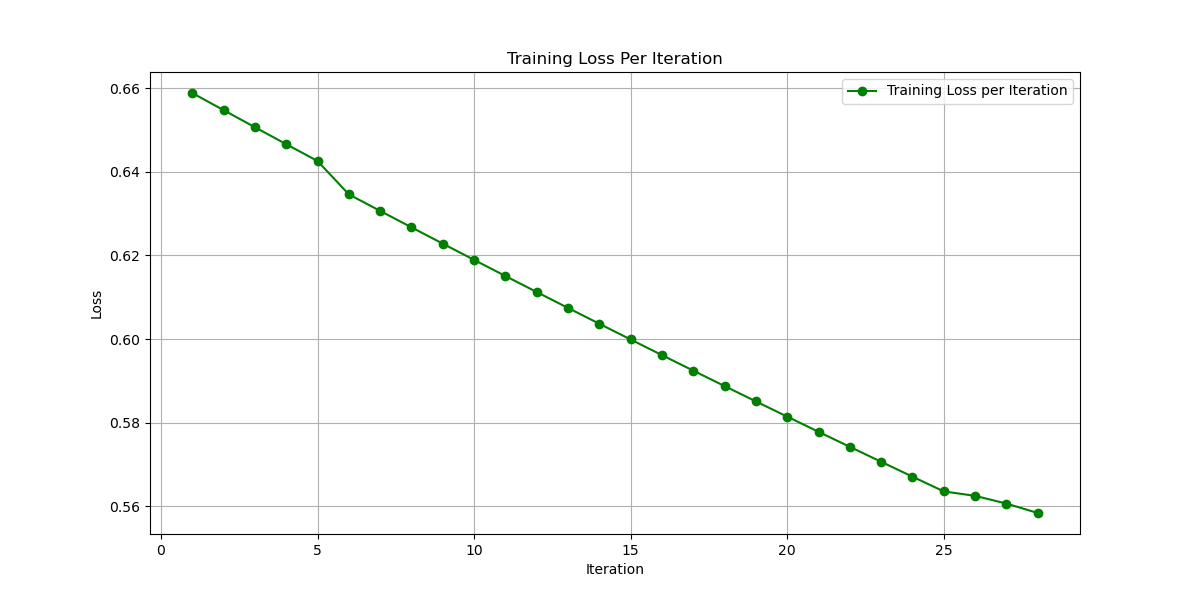 Training Loss Per Iteration
Training Loss per Iteration
0.66
0.64
0.62
0.60
0.58
0.56
Loss
0 5 10 15 20 25
Iteration